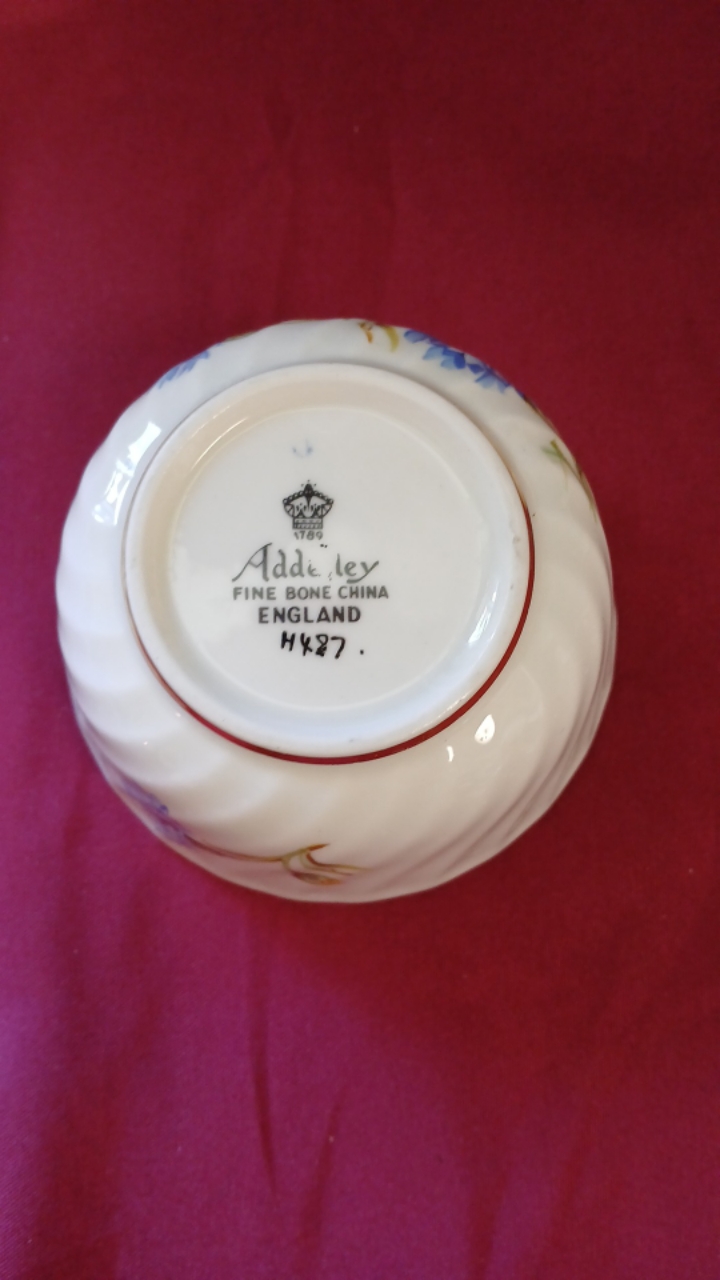 1789
Adderley
FINE BONE CHINA
ENGLAND
H487.